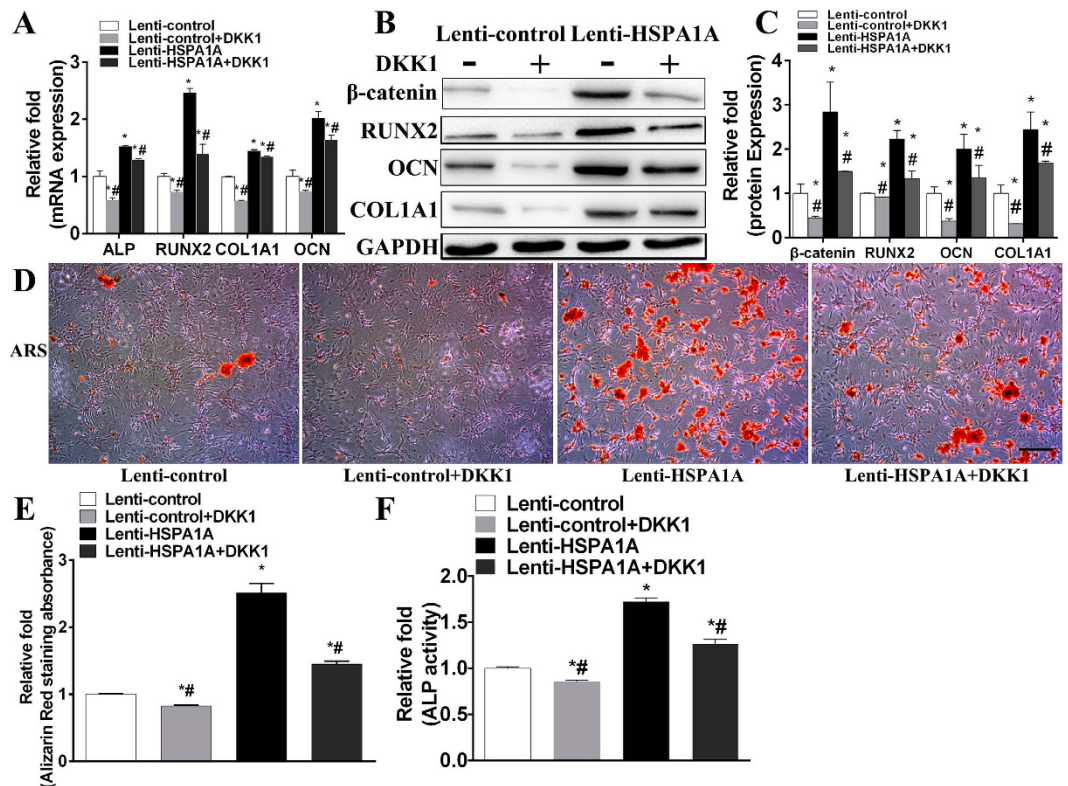 A
Lenti-control
Lenti-control+DKK1
Lenti-HSPA1A
Lenti-HSPA1A+DKK1
Relative fold
(mRNA expression)
5
4
3
2
1
0
*# * *#
*# * *#
*# * *#
*# * *#
ALP RUNX2 COL1A1 OCN
B
Lenti-control Lenti-HSPA1A
DKK1 - + - +
β-catenin
RUNX2
OCN
COL1A1
GAPDH
C
Lenti-control
Lenti-control+DKK1
Lenti-HSPA1A
Lenti-HSPA1A+DKK1
Relative fold
(protein Expression)
4
3
2
1
0
*# * *#
*# * *#
*# * *#
*# * *#
β-catenin RUNX2 OCN COL1A1
D
ARS
Lenti-control Lenti-control+DKK1 Lenti-HSPA1A Lenti-HSPA1A+DKK1
E
Lenti-control
Lenti-control+DKK1
Lenti-HSPA1A
Lenti-HSPA1A+DKK1
Relative fold
(Alizarin Red staining absorbance)
3
2
1
0
*# * *#
F
Lenti-control
Lenti-control+DKK1
Lenti-HSPA1A
Lenti-HSPA1A+DKK1
Relative fold
(ALP activity)
2.0
1.5
1.0
0.5
0.0
*# * *#